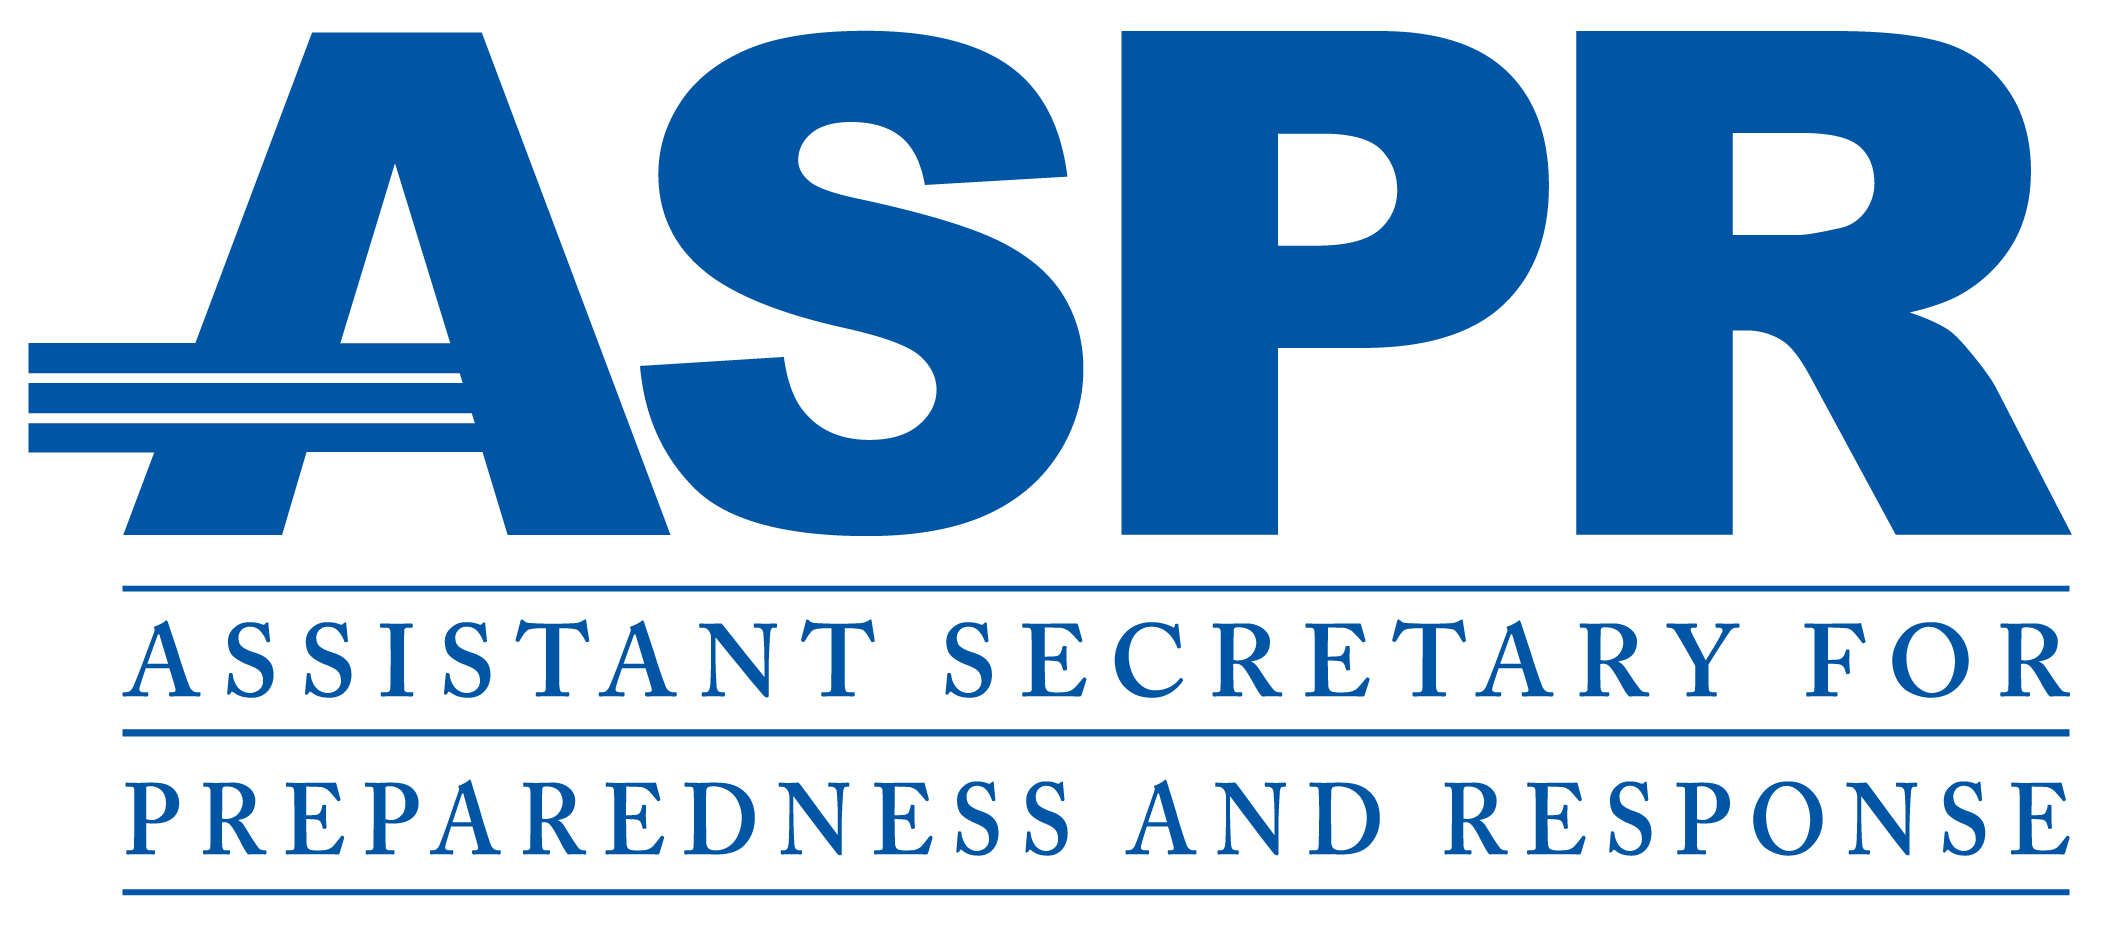 ASPR
ASSISTANT SECRETARY FOR
PREPAREDNESS AND RESPONSE